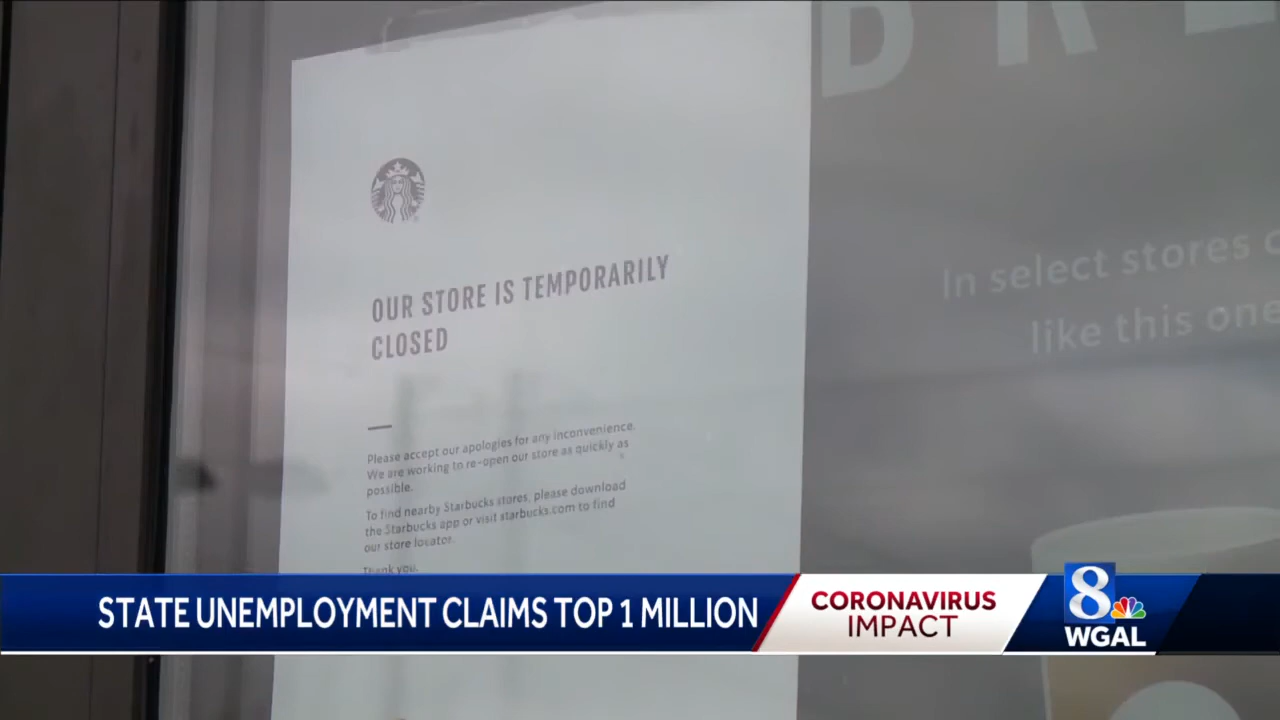 OUR STORE IS TEMPORARILY
CLOSED
Please accept our apologies for any inconvenience.
We are working to re-open our store as quickly as
possible.
To find nearby Starbucks stores, please download
the Starbucks app or visit starbucks.com to find
our store locator.
Thank you.
In select stores
like this one
STATE UNEMPLOYMENT CLAIMS TOP 1 MILLION
CORONAVIRUS
IMPACT
8
WGAL